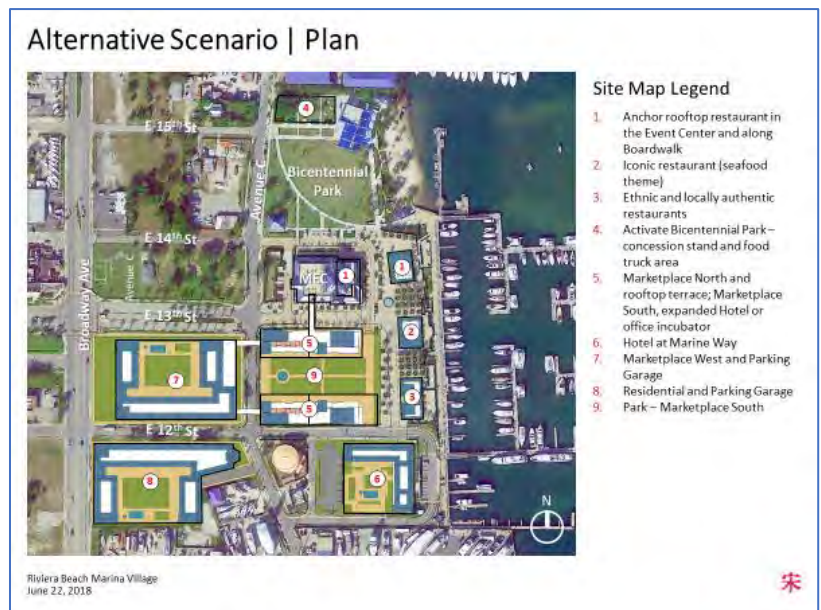 Alternative Scenario | Plan
E 15th St
Avenue C
Bicentennial
Park
E 14th St
Avenue C
Broadway Ave
E 13th St
E 12th St
MEC
4
1
1
2
5
9
7
3
5
8
6
N
Site Map Legend
1. Anchor rooftop restaurant in
the Event Center and along
Boardwalk
2. Iconic restaurant (seafood
theme)
3. Ethnic and locally authentic
restaurants
4. Activate Bicentennial Park –
concession stand and food
truck area
5. Marketplace North and
rooftop terrace; Marketplace
South, expanded Hotel or
office incubator
6. Hotel at Marine Way
7. Marketplace West and Parking
Garage
8. Residential and Parking Garage
9. Park – Marketplace South
Riviera Beach Marina Village
June 22, 2018